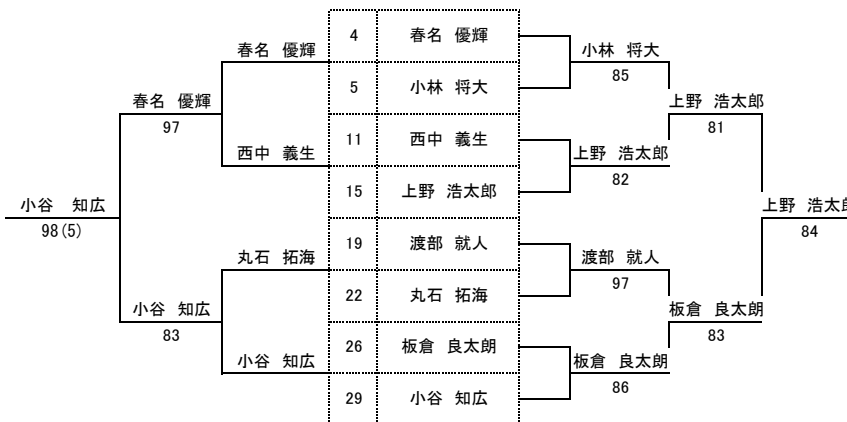 4 春名 優輝
春名 優輝
小林 将大
85
5 小林 将大
春名 優輝
97
上野 浩太郎
81
11 西中 義生
西中 義生
上野 浩太郎
82
15 上野 浩太郎
小谷 知広
98(5)
上野 浩太郎
84
19 渡部 就人
丸石 拓海
渡部 就人
97
22 丸石 拓海
小谷 知広
83
板倉 良太朗
83
26 板倉 良太朗
小谷 知広
板倉 良太朗
86
29 小谷 知広